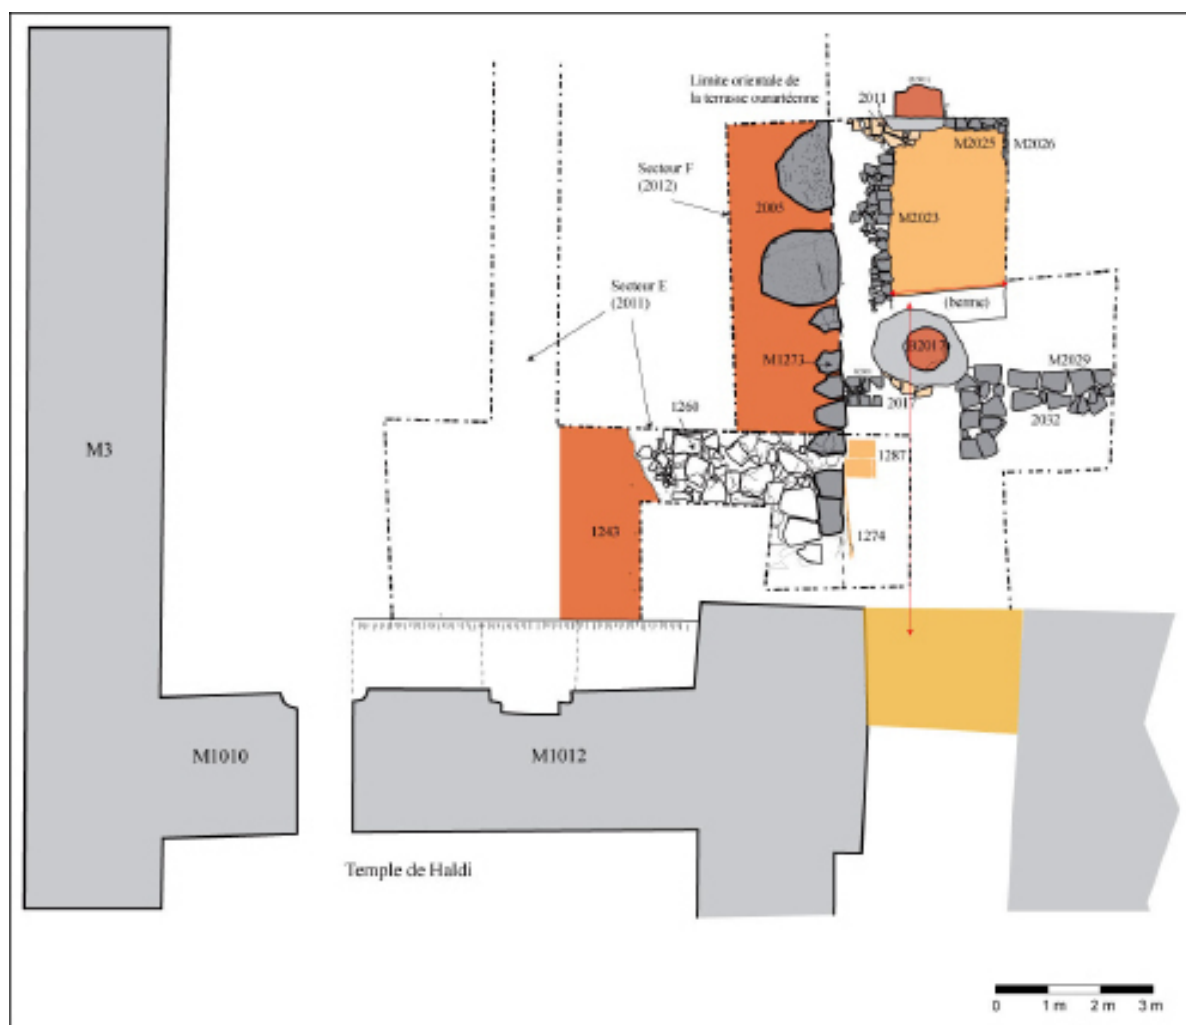 Limite orientale de
la terrasse ourartéenne
2011
M2025
M2026
Secteur F
(2012)
2005
M2023
Secteur E
(2011)
(berme)
(B2017)
M1273
M2029
2017
2032
1260
M3
1287
1243
1274
M1010
M1012
Temple de Haldi
0 1 m 2 m 3 m